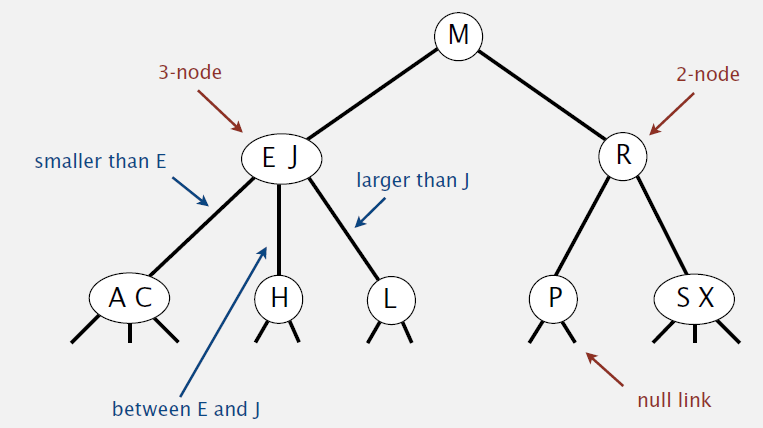 M
3-node
2-node
E J
R
smaller than E
larger than J
A C
H
L
P
S X
between E and J
null link